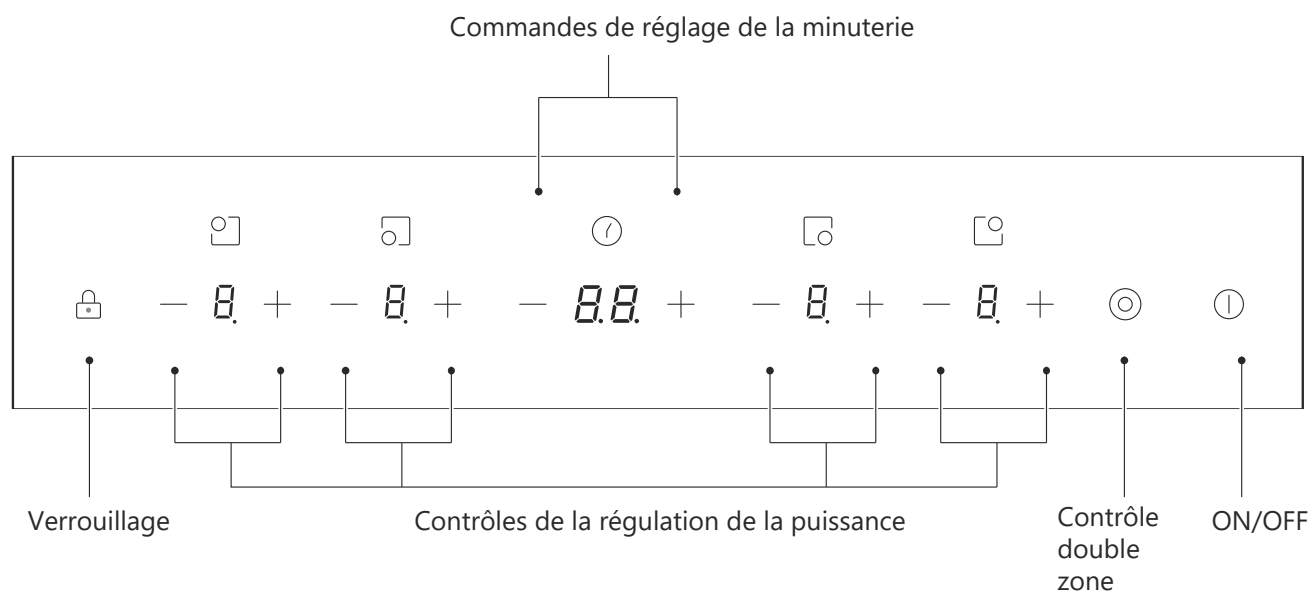 Commandes de réglage de la minuterie
— 8. + — 8. + — 8.8. + — 8. + — 8. +
Verrouillage
Contrôles de la régulation de la puissance
Contrôle
double
zone
ON/OFF